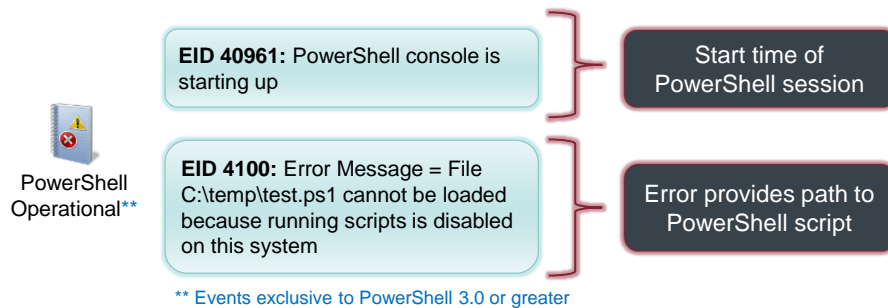 EID 40961: PowerShell console is
starting up
Start time of
PowerShell session
PowerShell
Operational**
EID 4100: Error Message = File
C:\temp\test.ps1 cannot be loaded
because running scripts is disabled
on this system
Error provides path to
PowerShell script
** Events exclusive to PowerShell 3.0 or greater